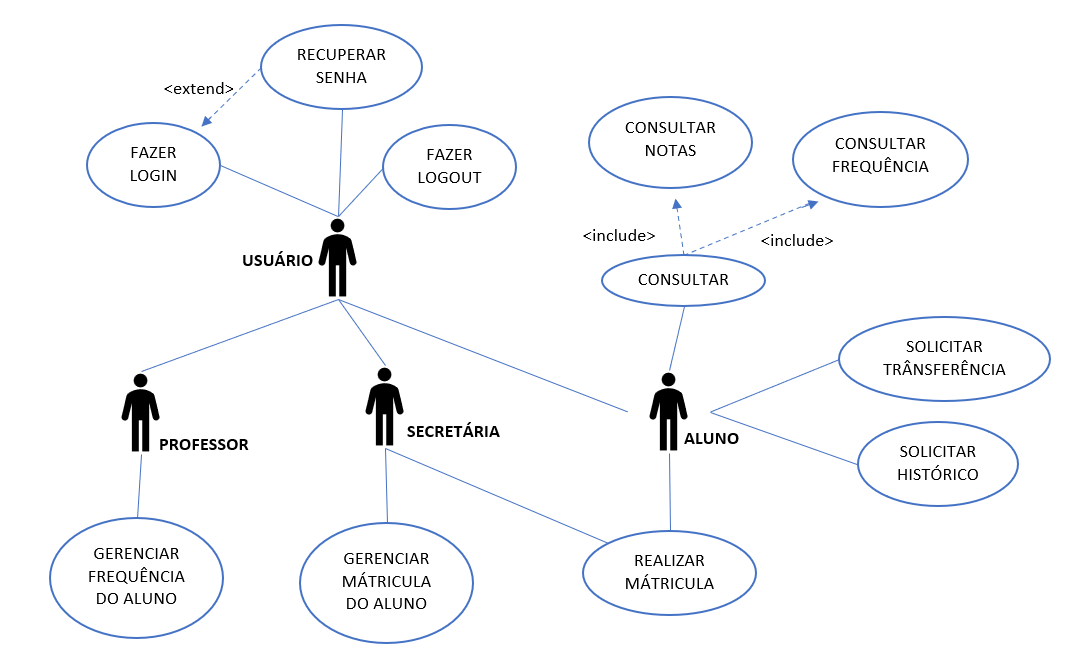 RECUPERAR
SENHA
<extend>
FAZER
LOGIN
FAZER
LOGOUT
CONSULTAR
NOTAS
CONSULTAR
FREQUÊNCIA
<include>
<include>
USUÁRIO
CONSULTAR
SOLICITAR
TRÂNSFERÊNCIA
PROFESSOR
SECRETÁRIA
ALUNO
SOLICITAR
HISTÓRICO
GERENCIAR
FREQUÊNCIA
DO ALUNO
GERENCIAR
MÁTRICULA
DO ALUNO
REALIZAR
MÁTRICULA